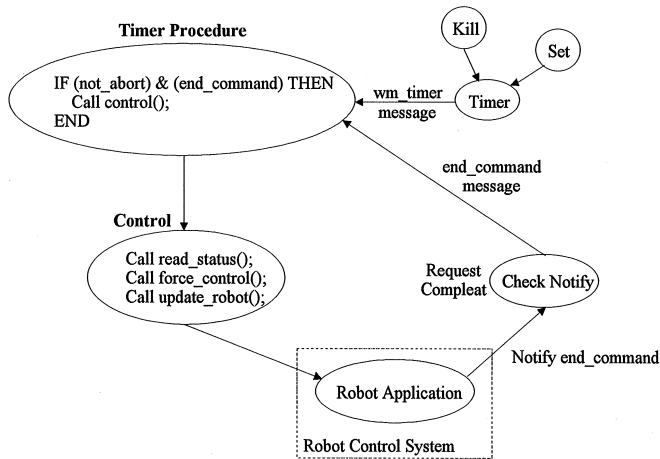 Timer Procedure
IF (not_abort) & (end_command) THEN
Call control();
END
Kill
Set
Timer
wm_timer
message
end_command
message
Control
Call read_status();
Call force_control();
Call update_robot();
Request
Compleat
Check Notify
Notify end_command
Robot Application
Robot Control System